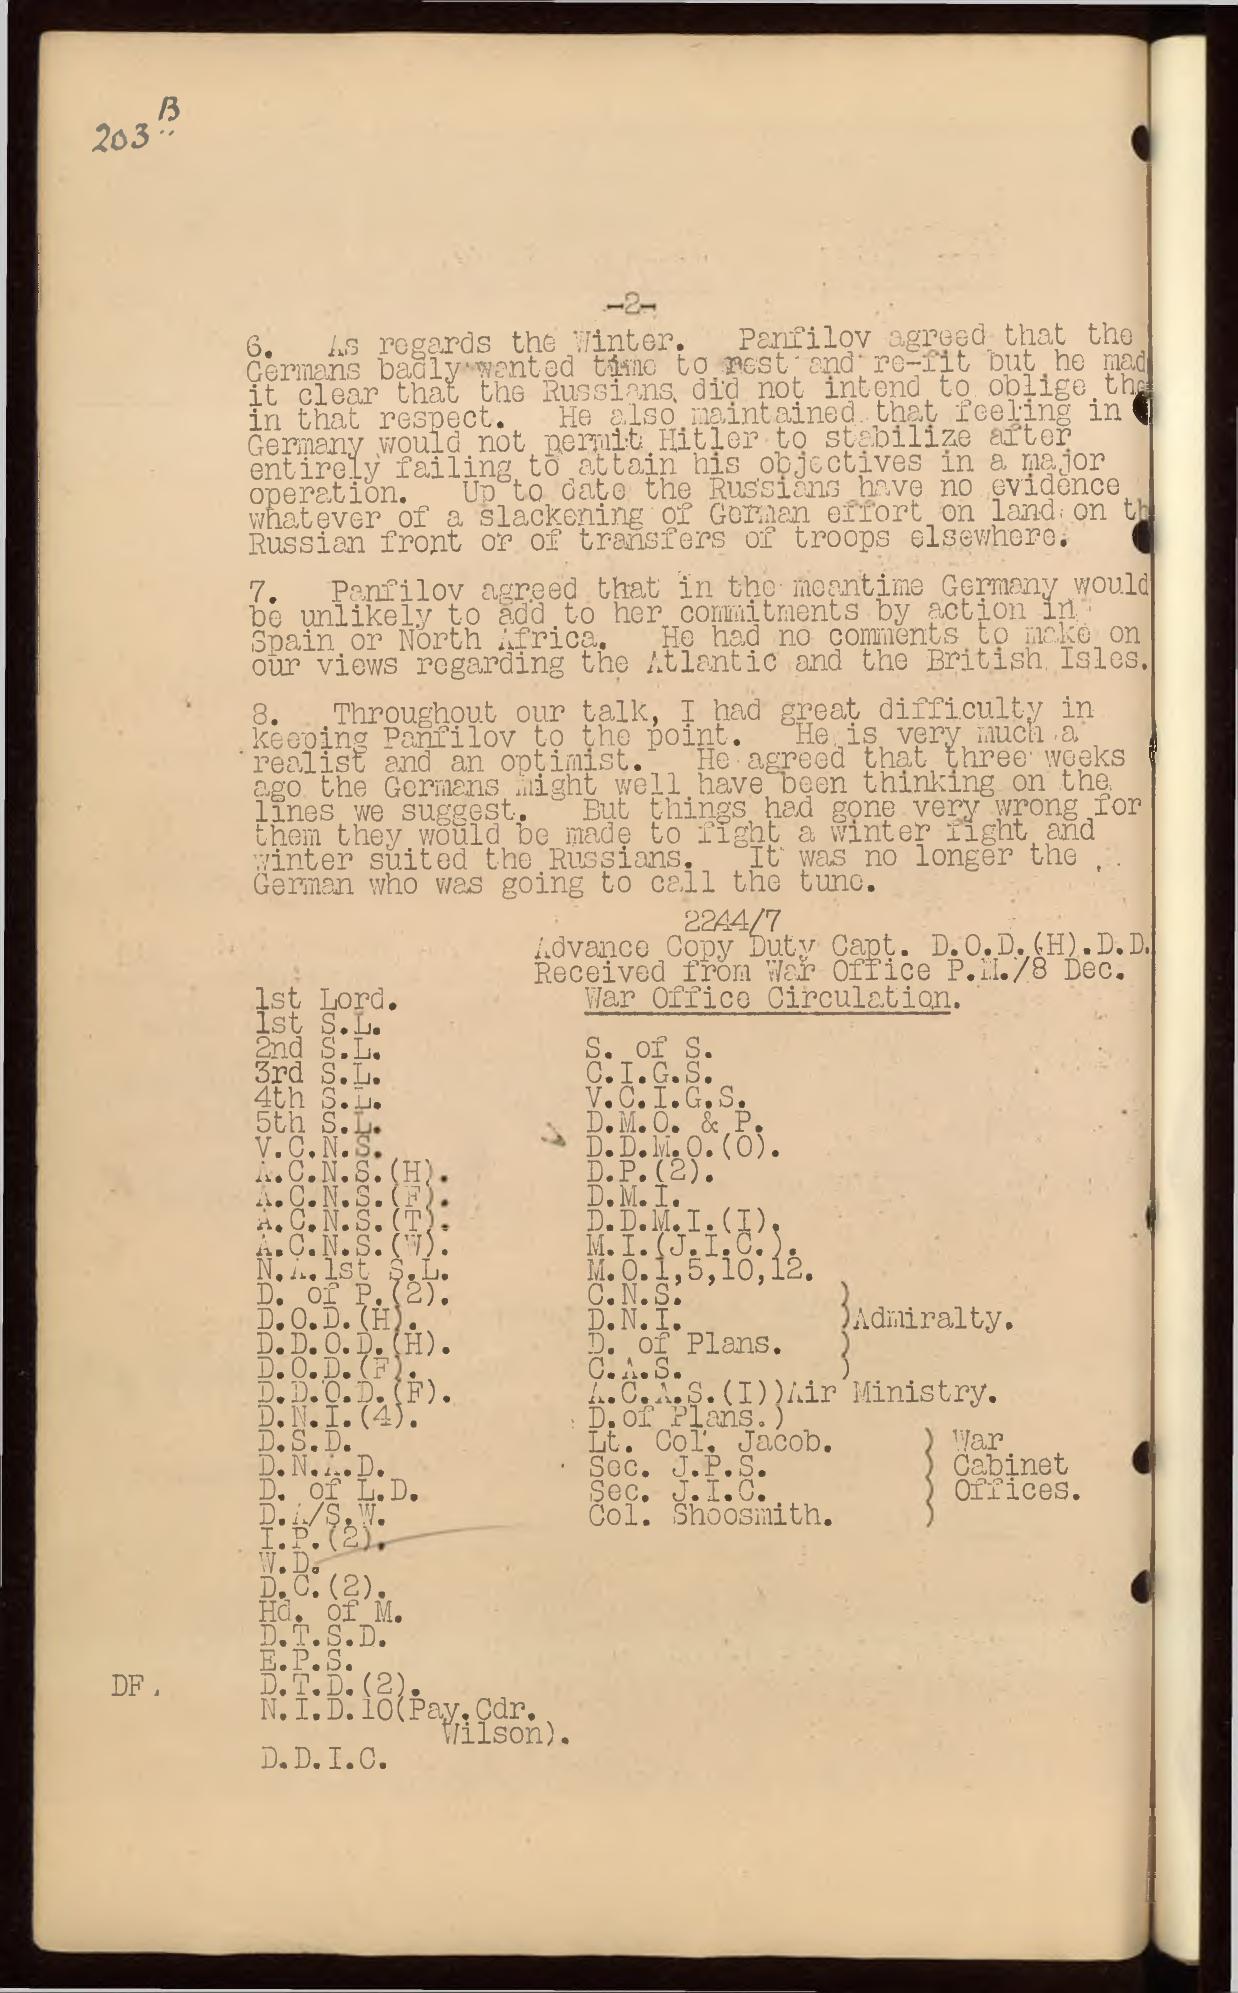 203 B
-2-
6. As regards the Winter. Panfilov agreed that the
Germans badly wanted time to rest and re-fit but he mad
it clear that the Russians did not intend to oblige the
in that respect. He also maintained that feeling in
Germany would not permit Hitler to stabilize after
entirely failing to attain his objectives in a major
operation. Up to date the Russians have no evidence
whatever of a slackening of German effort on land on th
Russian front or of transfers of troops elsewhere.
7. Panfilov agreed that in the meantime Germany would
be unlikely to add to her commitments by action in
Spain or North Africa. He had no comments to make on
our views regarding the Atlantic and the British Isles.
8. Throughout our talk, I had great difficulty in
keeping Panfilov to the point. He is very much a
realist and an optimist. He agreed that three weeks
ago the Germans might well have been thinking on the
lines we suggest. But things had gone very wrong for
them they would be made to fight a winter fight and
winter suited the Russians. It was no longer the
German who was going to call the tune.
2244/7
Advance Copy Duty Capt. D.O.D.(H).D.D.
Received from War Office P.M./8 Dec.
War Office Circulation.
1st Lord.
1st S.L.
2nd S.L.
3rd S.L.
4th S.L.
5th S.L.
V.C.N.S.
A.C.N.S.(H).
A.C.N.S.(F).
A.C.N.S.(T).
A.C.N.S.(W).
N.A.1st S.L.
D. of P.(2).
D.O.D.(H).
D.D.O.D.(H).
D.O.D.(F).
D.D.O.D.(F).
D.N.I.(4).
D.S.D.
D.N.A.D.
D. of L.D.
D.A/S.W.
I.P.(2).
W.D.
D.C.(2).
Hd. of M.
D.T.S.D.
E.P.S.
D.T.D.(2).
N.I.D.10(Pay.Cdr.
Wilson).
D.D.I.C.
DF.
S. of S.
C.I.G.S.
V.C.I.G.S.
D.M.O. & P.
D.D.M.O.(O).
D.P.(2).
D.M.I.
D.D.M.I.(I).
M.I.(J.I.C.).
M.O.1,5,10,12.
C.N.S. )
D.N.I. )Admiralty.
D. of Plans. )
C.A.S. )
A.C.A.S.(I))Air Ministry.
D.of Plans.)
Lt. Col. Jacob. ) War
Sec. J.P.S. ) Cabinet
Sec. J.I.C. ) Offices.
Col. Shoosmith. )